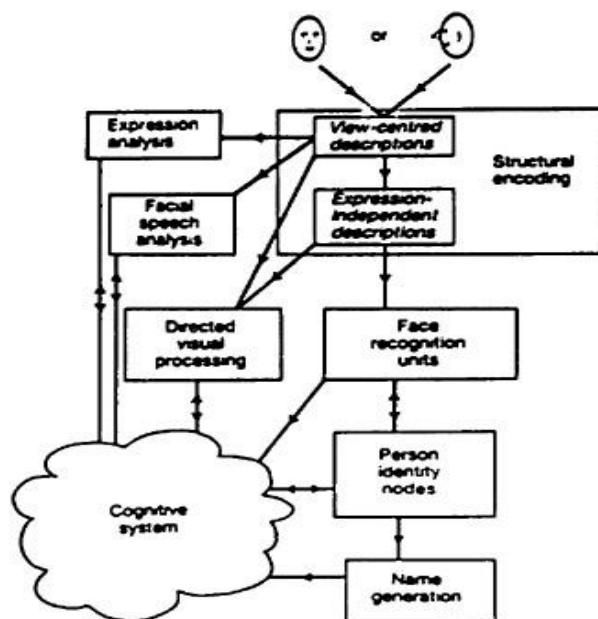 or
Expression
analysis
View-centred
descriptions
Structural
encoding
Facial
speech
analysis
Expression-
independent
descriptions
Directed
visual
processing
Face
recognition
units
Cognitive
system
Person
identity
nodes
Name
generation